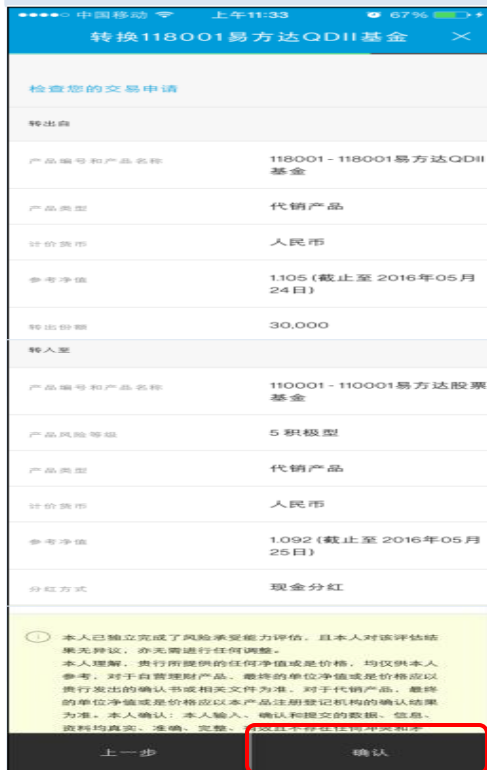 中国移动 上午11:33 67%
转换118001易方达QDII基金
检查您的交易申请
转出自
产品编号和产品名称 118001 - 118001易方达QDII
基金
产品类型 代销产品
计价货币 人民币
参考净值 1.105 (截止至 2016年05月
24日)
转出份额 30,000
转入至
产品编号和产品名称 110001 - 110001易方达股票
基金
产品风险等级 5 积极型
产品类型 代销产品
计价货币 人民币
参考净值 1.092 (截止至 2016年05月
25日)
分红方式 现金分红
本人已独立完成了风险承受能力评估，且本人对该评估结
果无异议，亦无需进行任何调整。
本人理解，贵行所提供的任何净值或是价格，均仅供本人
参考，对于自营理财产品，最终的单位净值或是价格应以
贵行发出的确认书或相关文件为准，对于代销产品，最终
的单位净值或是价格应以本产品注册登记机构的确认结果
为准。本人确认：本人输入、确认和提交的数据、信息、
资料均真实、准确、完整、
上一步 确认